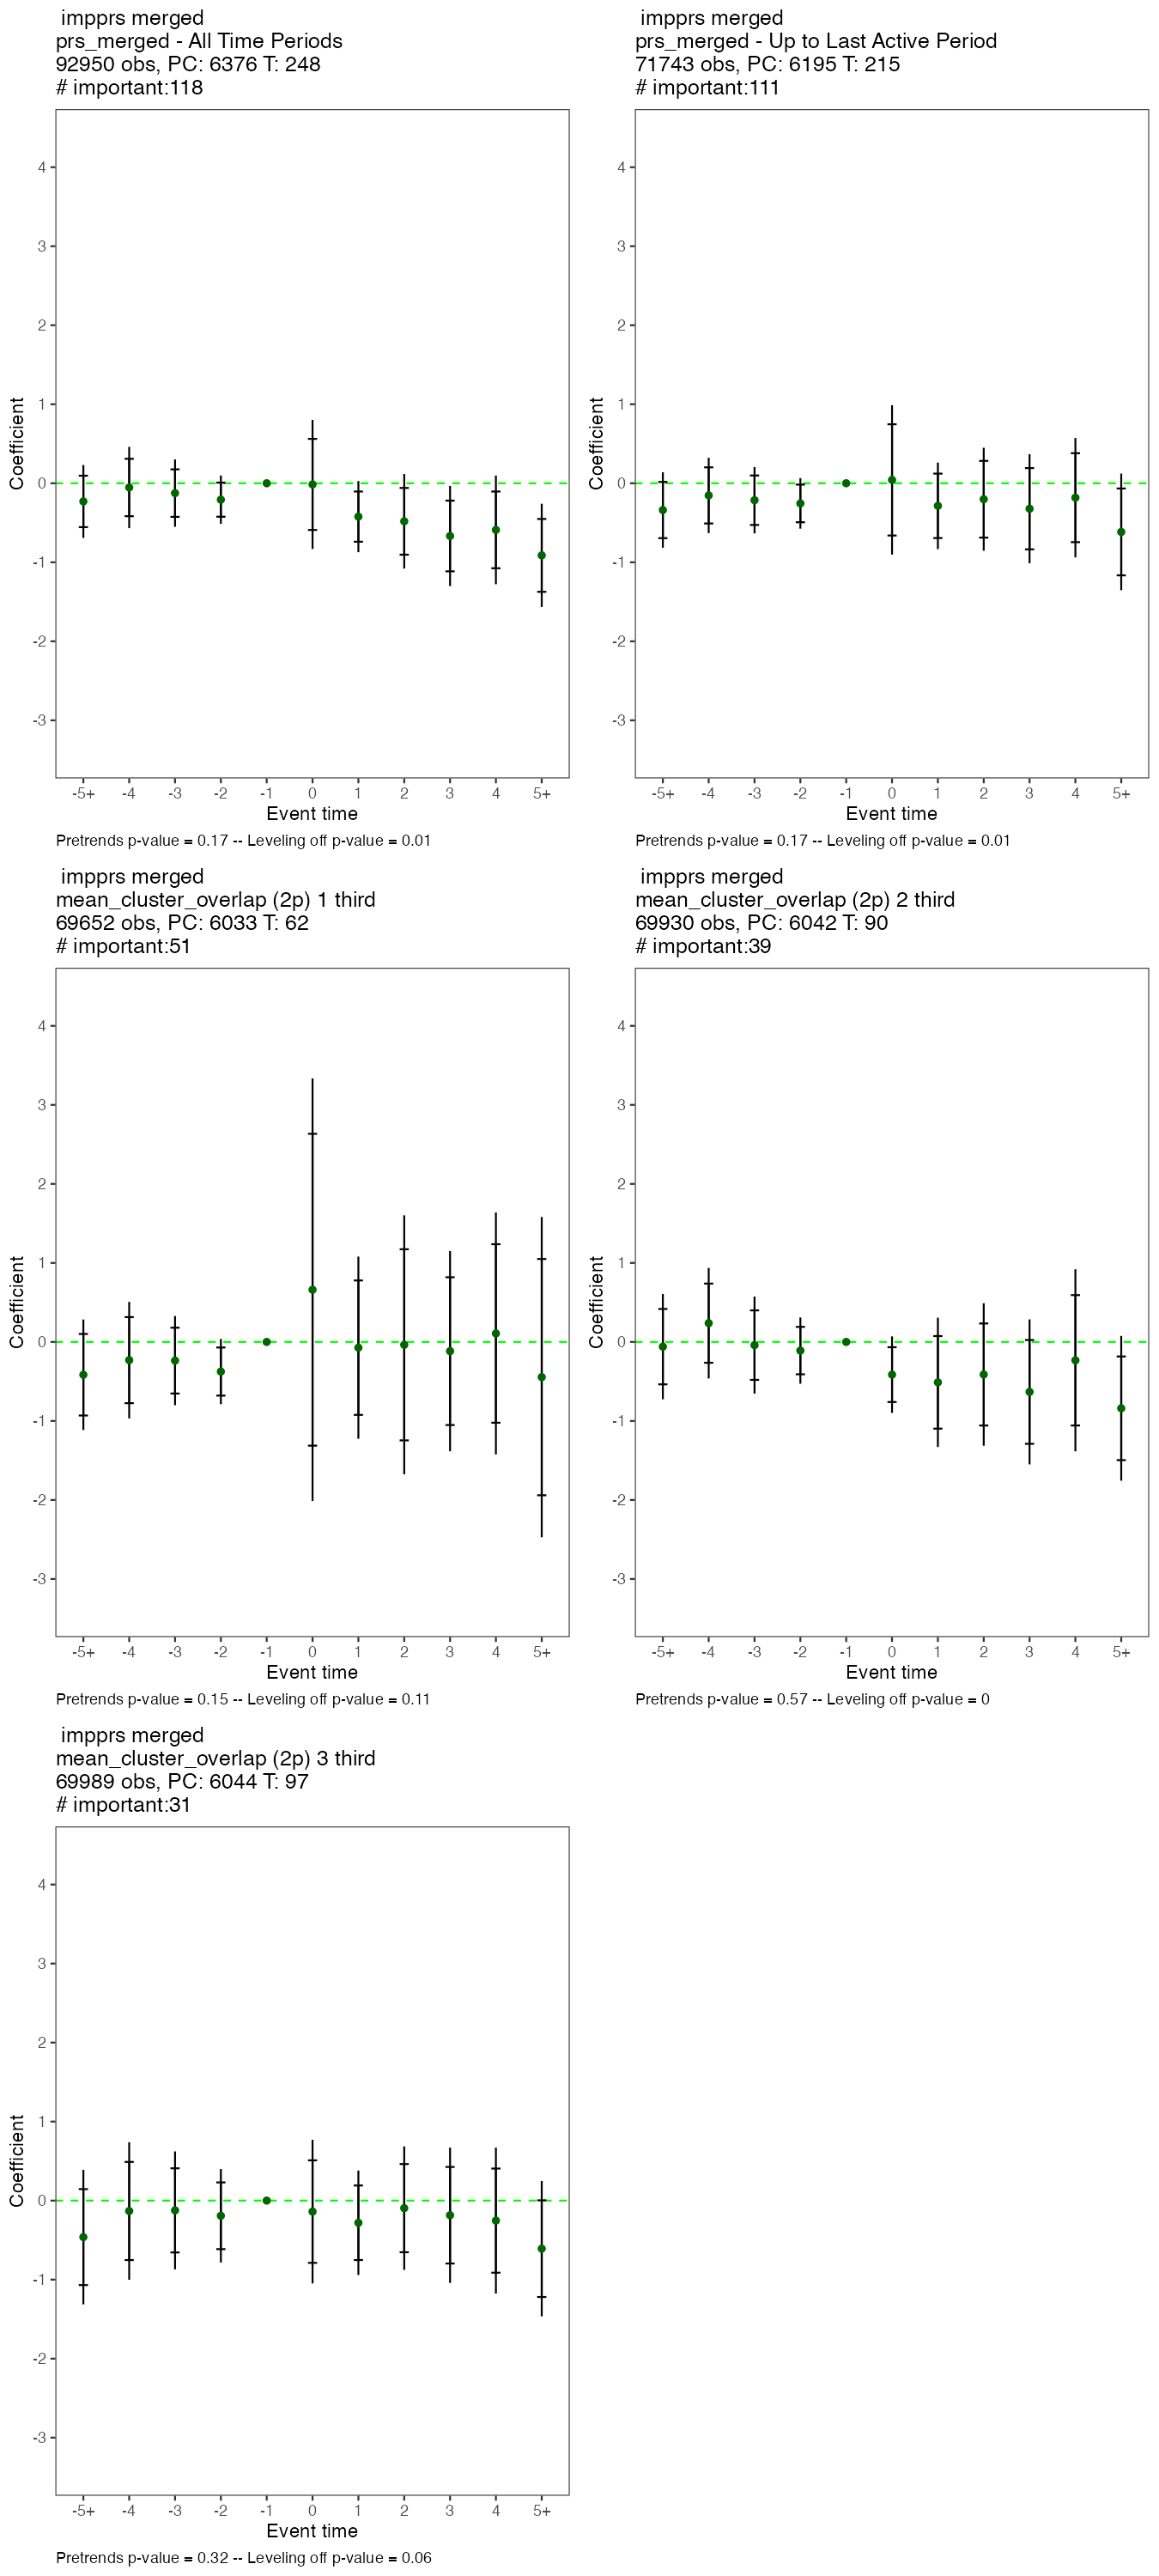 impprs merged
prs_merged - All Time Periods
92950 obs, PC: 6376 T: 248
# important:118
4
3
2
1
0
-1
-2
-3
Coefficient
-5+ -4 -3 -2 -1 0 1 2 3 4 5+
Event time
Pretrends p-value = 0.17 -- Leveling off p-value = 0.01
impprs merged
prs_merged - Up to Last Active Period
71743 obs, PC: 6195 T: 215
# important:111
4
3
2
1
0
-1
-2
-3
Coefficient
-5+ -4 -3 -2 -1 0 1 2 3 4 5+
Event time
Pretrends p-value = 0.17 -- Leveling off p-value = 0.01
impprs merged
mean_cluster_overlap (2p) 1 third
69652 obs, PC: 6033 T: 62
# important:51
4
3
2
1
0
-1
-2
-3
Coefficient
-5+ -4 -3 -2 -1 0 1 2 3 4 5+
Event time
Pretrends p-value = 0.15 -- Leveling off p-value = 0.11
impprs merged
mean_cluster_overlap (2p) 2 third
69930 obs, PC: 6042 T: 90
# important:39
4
3
2
1
0
-1
-2
-3
Coefficient
-5+ -4 -3 -2 -1 0 1 2 3 4 5+
Event time
Pretrends p-value = 0.57 -- Leveling off p-value = 0
impprs merged
mean_cluster_overlap (2p) 3 third
69989 obs, PC: 6044 T: 97
# important:31
4
3
2
1
0
-1
-2
-3
Coefficient
-5+ -4 -3 -2 -1 0 1 2 3 4 5+
Event time
Pretrends p-value = 0.32 -- Leveling off p-value = 0.06